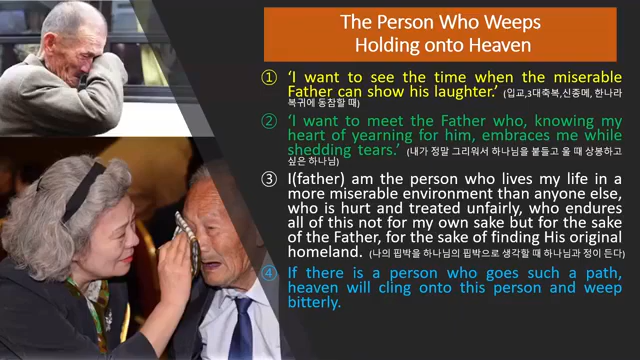 The Person Who Weeps
Holding onto Heaven
① ‘I want to see the time when the miserable
Father can show his laughter.’ (입교,3대축복,신종메, 한나라
복귀에 동참할 때)
② ‘I want to meet the Father who, knowing my
heart of yearning for him, embraces me while
shedding tears.’ (내가 정말 그리워서 하나님을 붙들고 울 때 상봉하고
싶은 하나님)
③ I(father) am the person who lives my life in a
more miserable environment than anyone else,
who is hurt and treated unfairly, who endures
all of this not for my own sake but for the sake
of the Father, for the sake of finding His original
homeland. (나의 핍박을 하나님의 핍박으로 생각할 때 하나님과 정이 든다)
④ If there is a person who goes such a path,
heaven will cling onto this person and weep
bitterly.